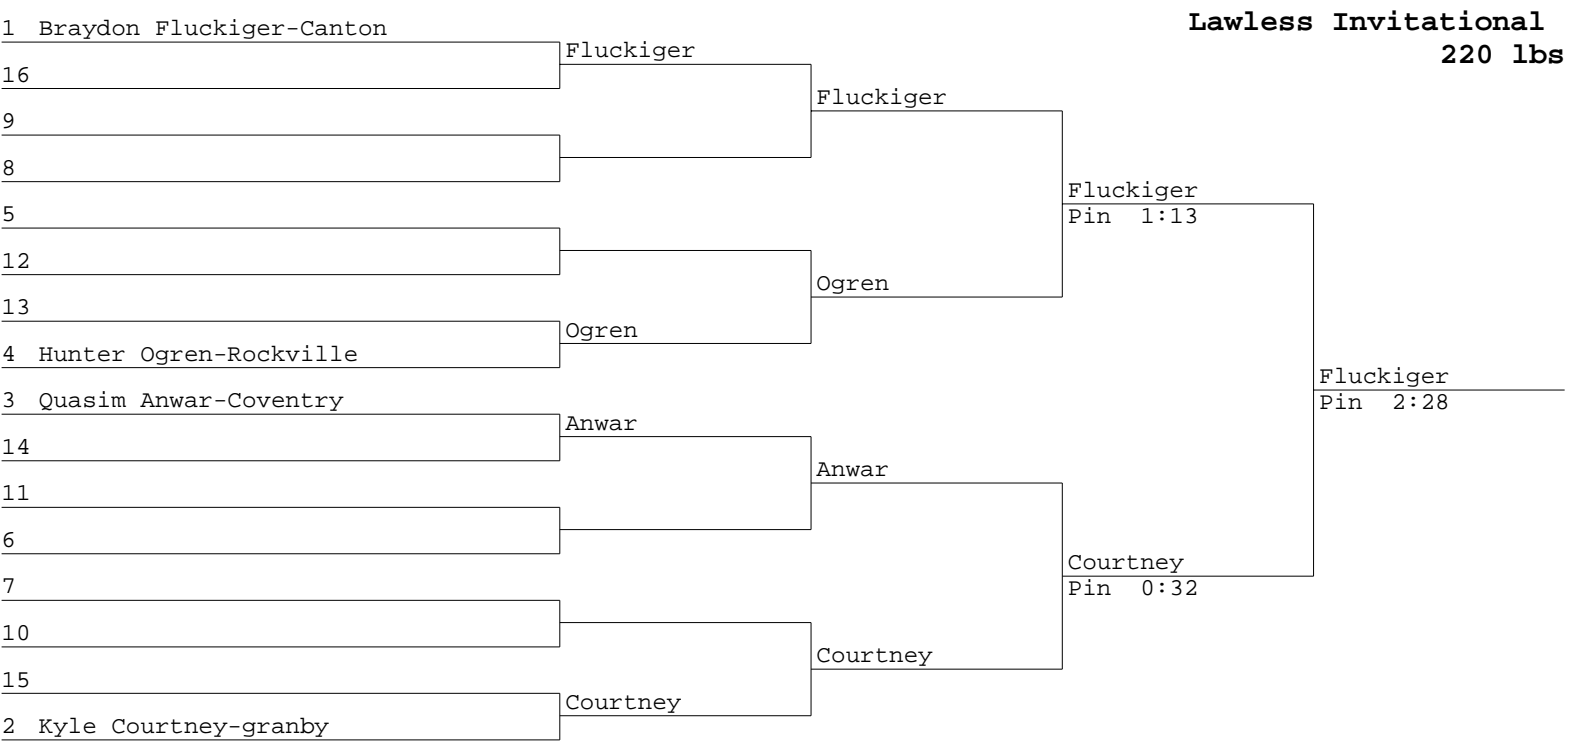 Lawless Invitational
220 lbs
1 Braydon Fluckiger-Canton
Fluckiger
16
Fluckiger
9
8
Fluckiger
5
Pin 1:13
12
Ogren
13
Ogren
4 Hunter Ogren-Rockville
Fluckiger
3 Quasim Anwar-Coventry
Pin 2:28
Anwar
14
Anwar
11
6
Courtney
7
Pin 0:32
10
Courtney
15
Courtney
2 Kyle Courtney-granby